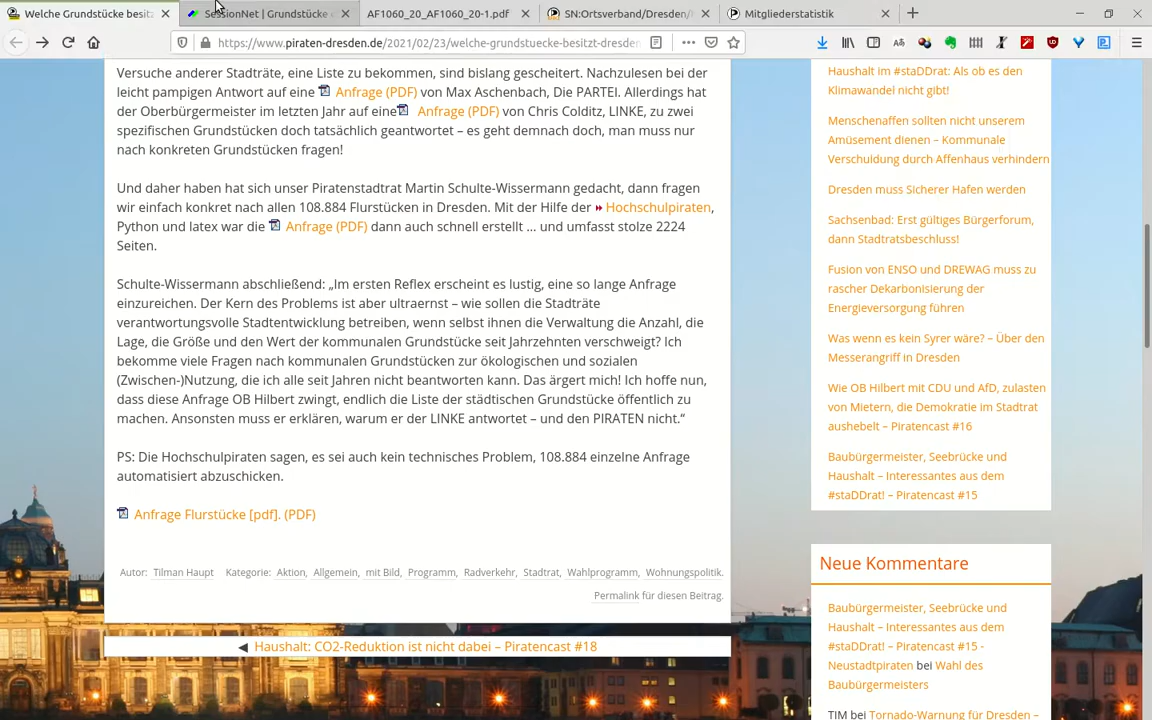 Welche Grundstücke besitz
SessionNet | Grundstücke
AF1060_20_AF1060_20-1.pdf
SN:Ortsverband/Dresden/
Mitgliederstatistik
https://www.piraten-dresden.de/2021/02/23/welche-grundstuecke-besitzt-dresden
Versuche anderer Stadträte, eine Liste zu bekommen, sind bislang gescheitert. Nachzulesen bei der
leicht pampigen Antwort auf eine Anfrage (PDF) von Max Aschenbach, Die PARTEI. Allerdings hat
der Oberbürgermeister im letzten Jahr auf eine Anfrage (PDF) von Chris Colditz, LINKE, zu zwei
spezifischen Grundstücken doch tatsächlich geantwortet – es geht demnach doch, man muss nur
nach konkreten Grundstücken fragen!
Und daher haben hat sich unser Piratenstadtrat Martin Schulte-Wissermann gedacht, dann fragen
wir einfach konkret nach allen 108.884 Flurstücken in Dresden. Mit der Hilfe der Hochschulpiraten,
Python und latex war die Anfrage (PDF) dann auch schnell erstellt … und umfasst stolze 2224
Seiten.
Schulte-Wissermann abschließend: „Im ersten Reflex erscheint es lustig, eine so lange Anfrage
einzureichen. Der Kern des Problems ist aber ultraernst – wie sollen die Stadträte
verantwortungsvolle Stadtentwicklung betreiben, wenn selbst ihnen die Verwaltung die Anzahl, die
Lage, die Größe und den Wert der kommunalen Grundstücke seit Jahrzehnten verschweigt? Ich
bekomme viele Fragen nach kommunalen Grundstücken zur ökologischen und sozialen
(Zwischen-)Nutzung, die ich alle seit Jahren nicht beantworten kann. Das ärgert mich! Ich hoffe nun,
dass diese Anfrage OB Hilbert zwingt, endlich die Liste der städtischen Grundstücke öffentlich zu
machen. Ansonsten muss er erklären, warum er der LINKE antwortet – und den PIRATEN nicht.“
PS: Die Hochschulpiraten sagen, es sei auch kein technisches Problem, 108.884 einzelne Anfrage
automatisiert abzuschicken.
Anfrage Flurstücke [pdf]. (PDF)
Autor: Tilman Haupt Kategorie: Aktion, Allgemein, mit Bild, Programm, Radverkehr, Stadtrat, Wahlprogramm, Wohnungspolitik.
Permalink für diesen Beitrag.
◀ Haushalt: CO2-Reduktion ist nicht dabei – Piratencast #18
Haushalt im #staDDrat: Als ob es den
Klimawandel nicht gibt!
Menschenaffen sollten nicht unserem
Amüsement dienen – Kommunale
Verschuldung durch Affenhaus verhindern
Dresden muss Sicherer Hafen werden
Sachsenbad: Erst gültiges Bürgerforum,
dann Stadtratsbeschluss!
Fusion von ENSO und DREWAG muss zu
rascher Dekarbonisierung der
Energieversorgung führen
Was wenn es kein Syrer wäre? – Über den
Messerangriff in Dresden
Wie OB Hilbert mit CDU und AfD, zulasten
von Mietern, die Demokratie im Stadtrat
aushebelt – Piratencast #16
Baubürgermeister, Seebrücke und
Haushalt – Interessantes aus dem
#staDDrat! – Piratencast #15
Neue Kommentare
Baubürgermeister, Seebrücke und
Haushalt – Interessantes aus dem
#staDDrat! – Piratencast #15 -
Neustadtpiraten bei Wahl des
Baubürgermeisters
TIM bei Tornado-Warnung für Dresden –